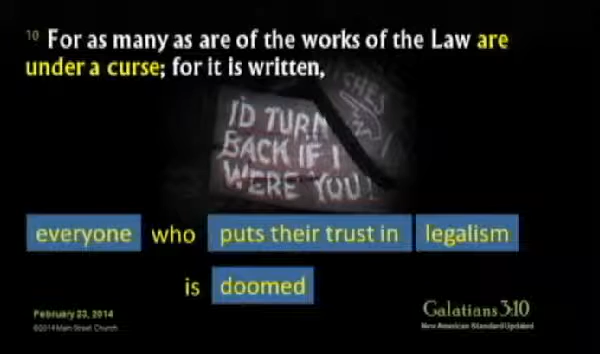 10 For as many as are of the works of the Law are
under a curse; for it is written,
CHES
I'D TURN
BACK IF I
WERE YOU!
everyone who puts their trust in legalism
is doomed
February 23, 2014
©2014 Main Street Church
Galatians 3:10
New American Standard Updated